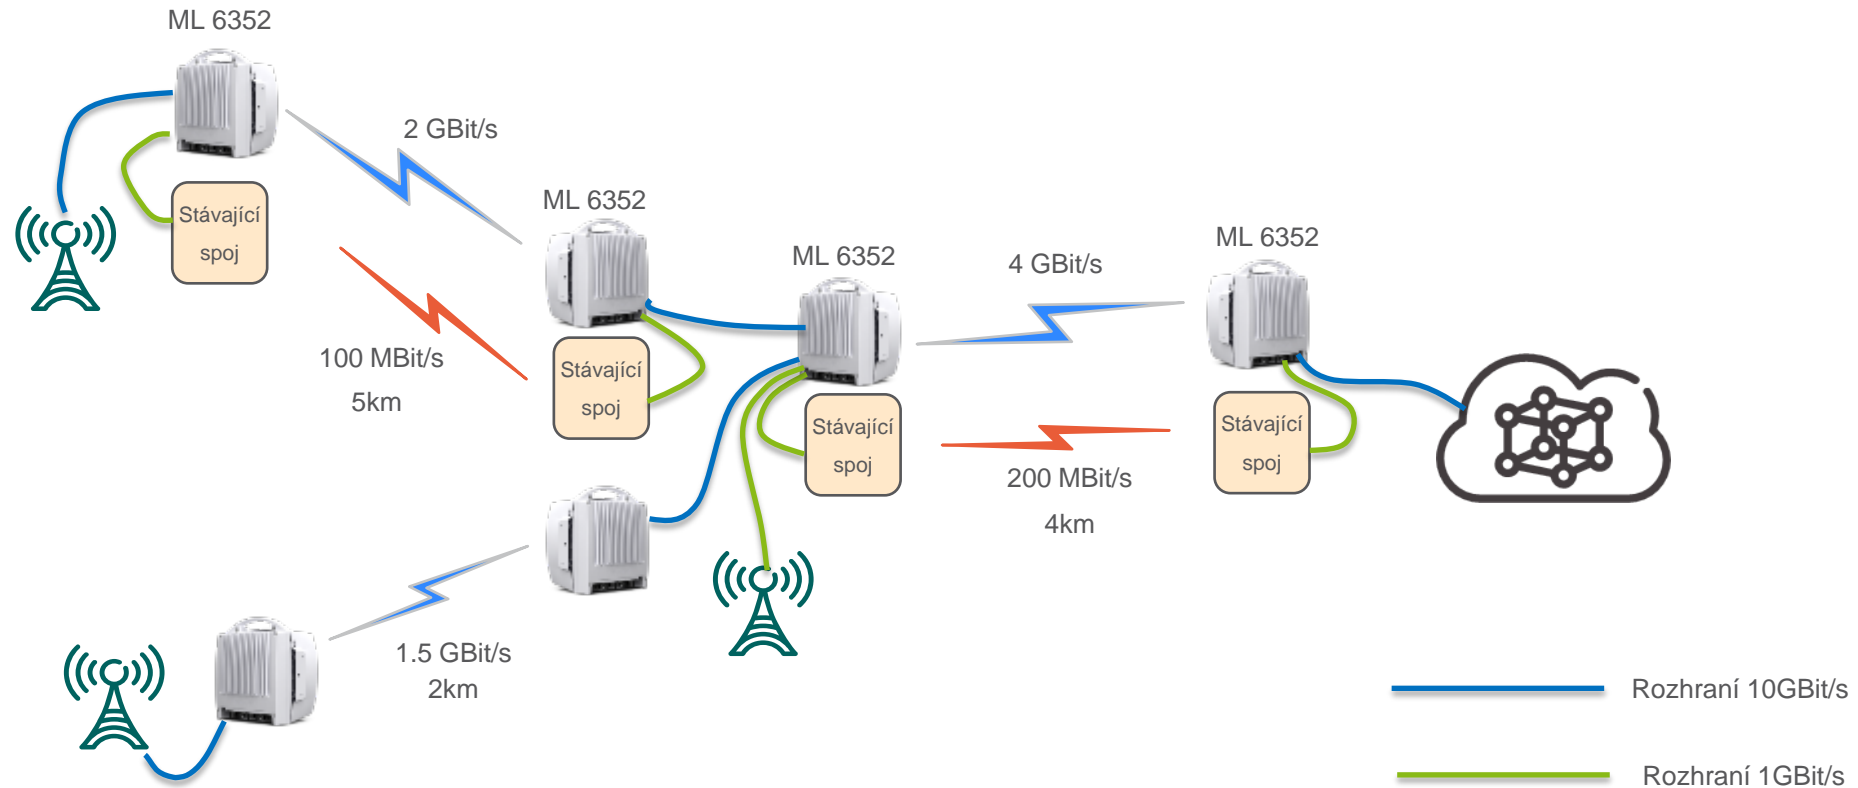 ML 6352
2 GBit/s
Stávající
spoj
ML 6352
100 MBit/s
5km
Stávající
spoj
ML 6352
4 GBit/s
ML 6352
Stávající
spoj
200 MBit/s
4km
Stávající
spoj
1.5 GBit/s
2km
Rozhraní 10GBit/s
Rozhraní 1GBit/s